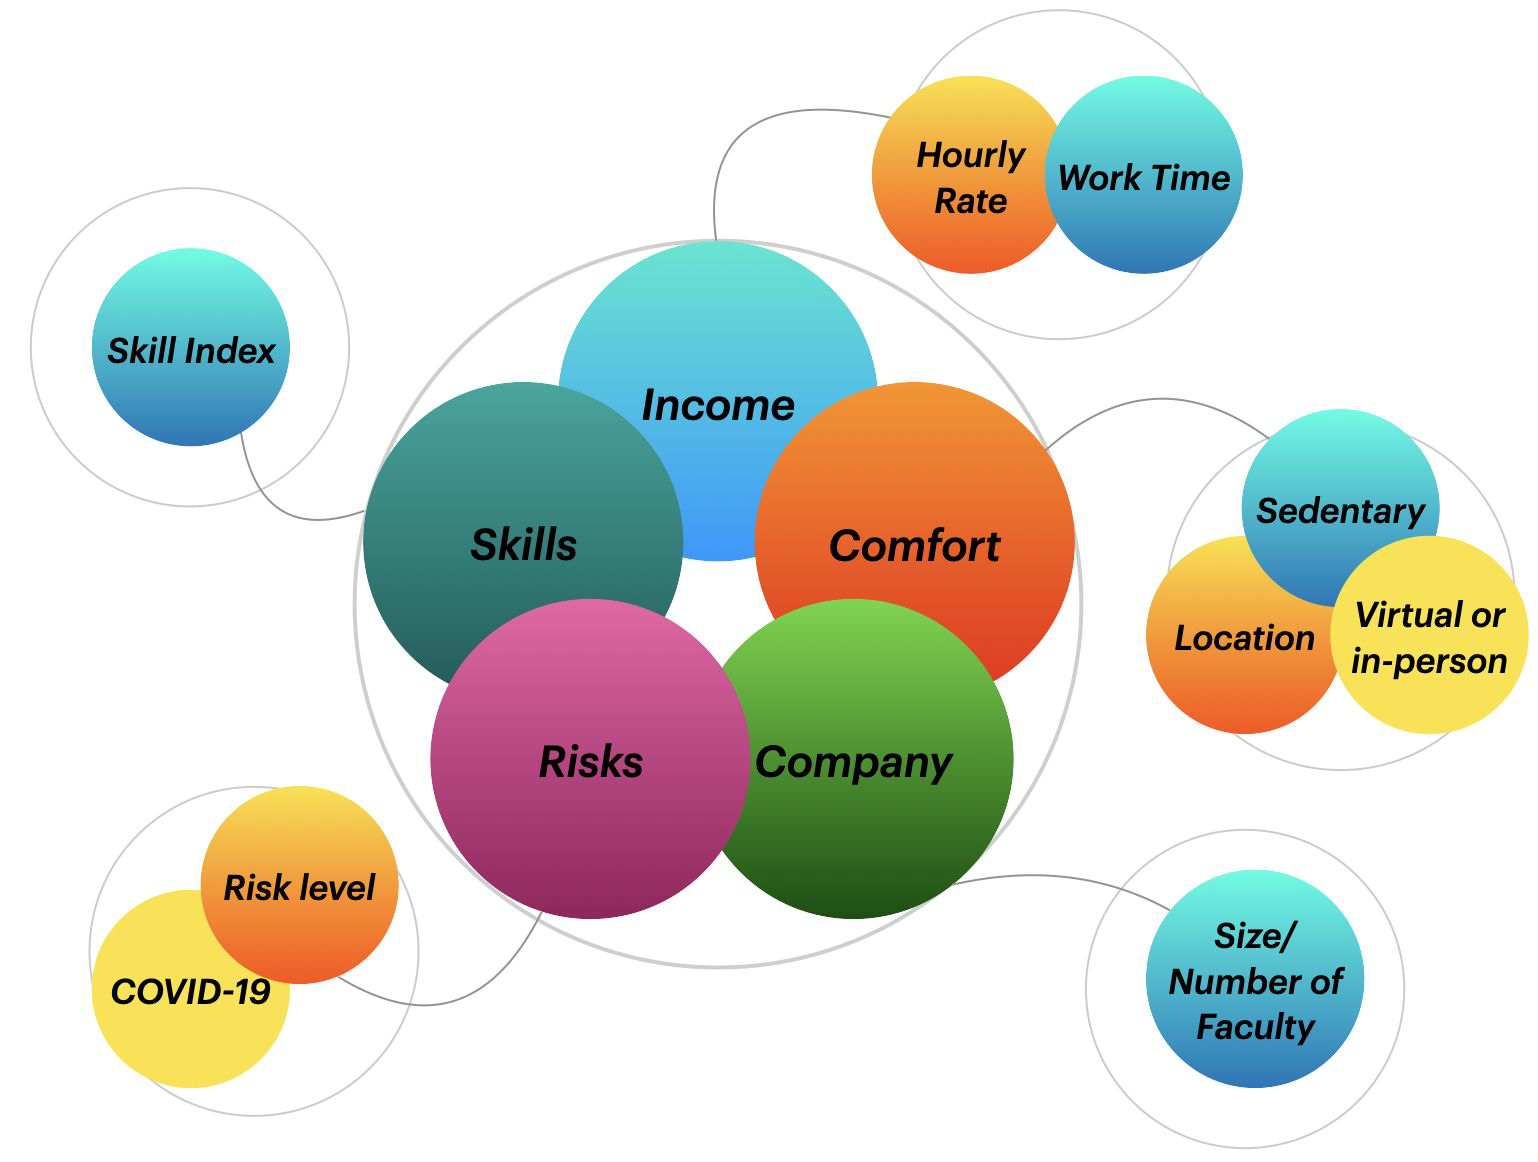 Hourly
Rate
Work Time
Skill Index
Income
Skills
Comfort
Sedentary
Location
Virtual or
in-person
Risks
Company
Risk level
COVID-19
Size/
Number of
Faculty